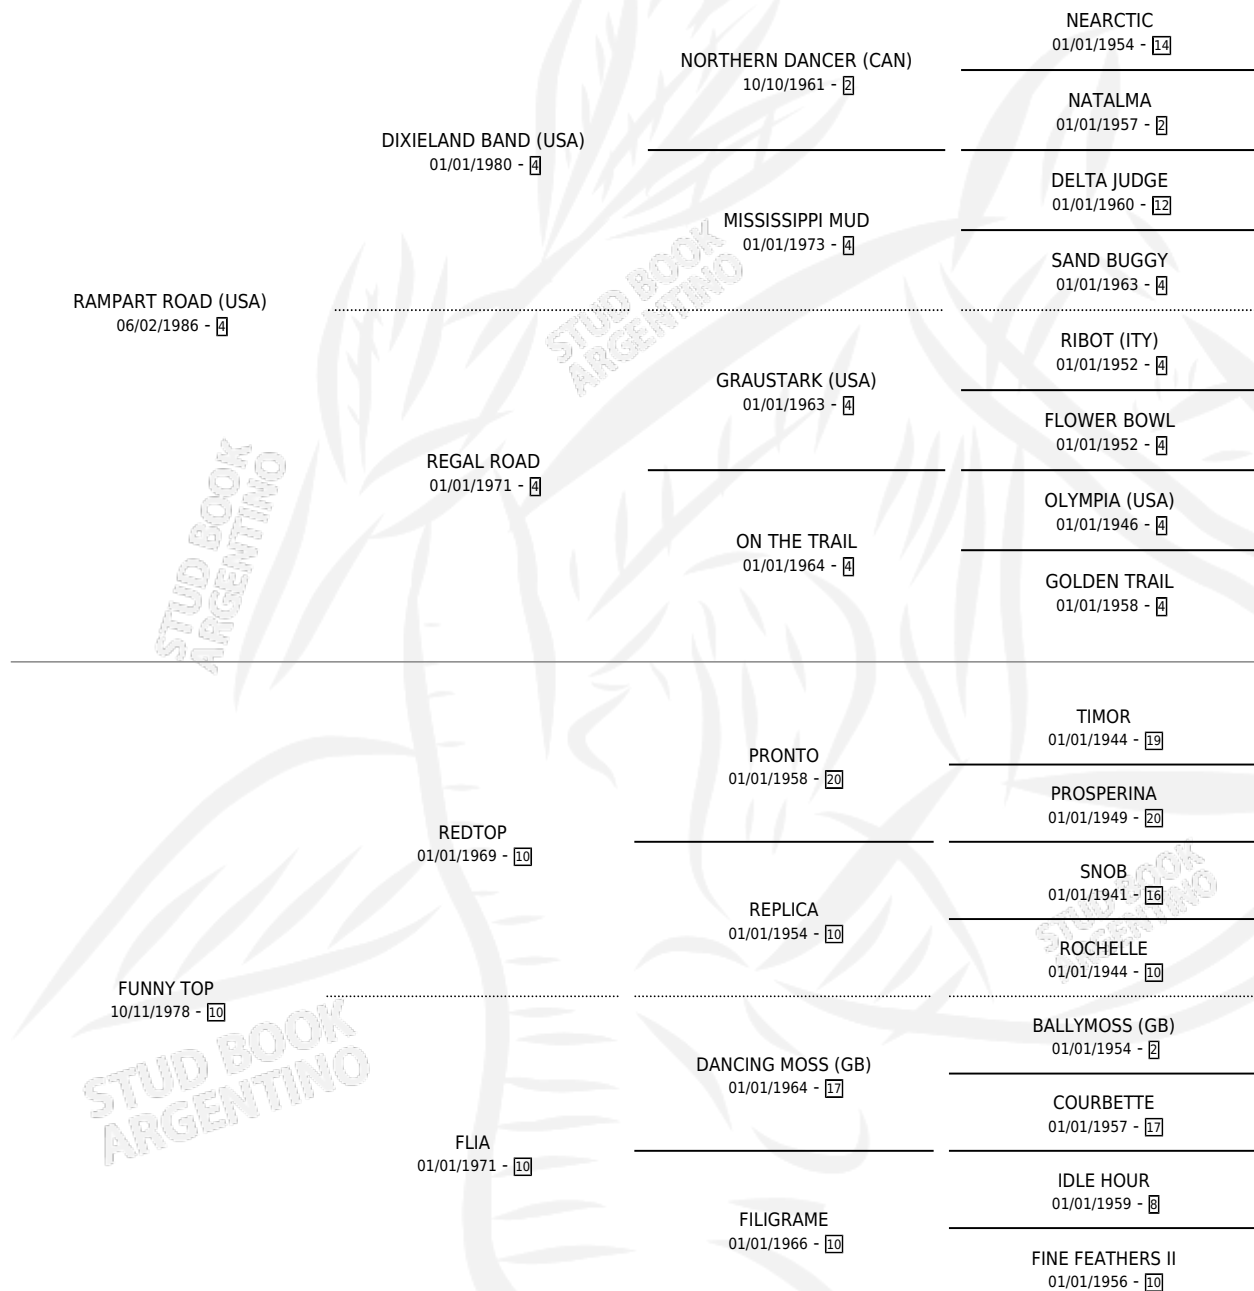 NEARCTIC
01/01/1954 - 14
NORTHERN DANCER (CAN)
10/10/1961 - 2
NATALMA
01/01/1957 - 2
DIXIELAND BAND (USA)
01/01/1980 - 4
DELTA JUDGE
01/01/1960 - 12
MISSISSIPPI MUD
01/01/1973 - 4
SAND BUGGY
01/01/1963 - 4
RAMPART ROAD (USA)
06/02/1986 - 4
STUD BOOK
ARGENTINO
RIBOT (ITY)
01/01/1952 - 4
GRAUSTARK (USA)
01/01/1963 - 4
FLOWER BOWL
01/01/1952 - 4
REGAL ROAD
01/01/1971 - 4
OLYMPIA (USA)
01/01/1946 - 4
ON THE TRAIL
01/01/1964 - 4
GOLDEN TRAIL
01/01/1958 - 4
STUD BOOK
ARGENTINO
TIMOR
01/01/1944 - 19
PRONTO
01/01/1958 - 20
PROSPERINA
01/01/1949 - 20
REDTOP
01/01/1969 - 10
SNOB
01/01/1941 - 16
REPLICA
01/01/1954 - 10
STUD BOOK
ARGENTINO
ROCHELLE
01/01/1944 - 10
FUNNY TOP
10/11/1978 - 10
BALLYMOSS (GB)
01/01/1954 - 2
DANCING MOSS (GB)
01/01/1964 - 17
COURBETTE
01/01/1957 - 17
STUD BOOK
ARGENTINO
FLIA
01/01/1971 - 10
IDLE HOUR
01/01/1959 - 8
FILIGRAME
01/01/1966 - 10
FINE FEATHERS II
01/01/1956 - 10